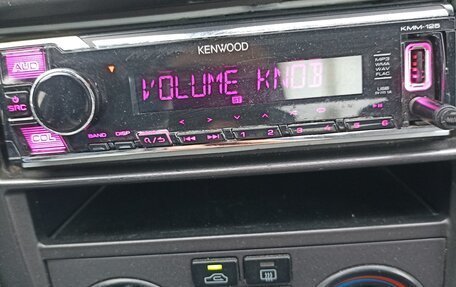 KENWOOD
KMM-125
AUD
VOLUME KNOB
MP3
WMA
WAV
FLAC
SRC
BT
USB
COL
BAND
DISP
1
2
3
4
5
6